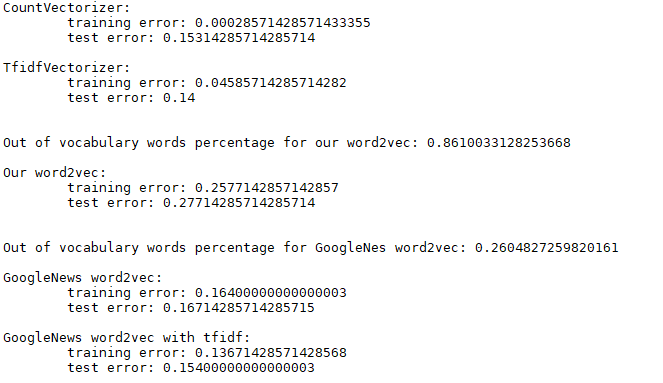 CountVectorizer:
training error: 0.00028571428571433355
test error: 0.15314285714285714
TfidfVectorizer:
training error: 0.04585714285714282
test error: 0.14
Out of vocabulary words percentage for our word2vec: 0.8610033128253668
Our word2vec:
training error: 0.2577142857142857
test error: 0.27714285714285714
Out of vocabulary words percentage for GoogleNes word2vec: 0.2604827259820161
GoogleNews word2vec:
training error: 0.16400000000000003
test error: 0.16714285714285715
GoogleNews word2vec with tfidf:
training error: 0.13671428571428568
test error: 0.15400000000000003